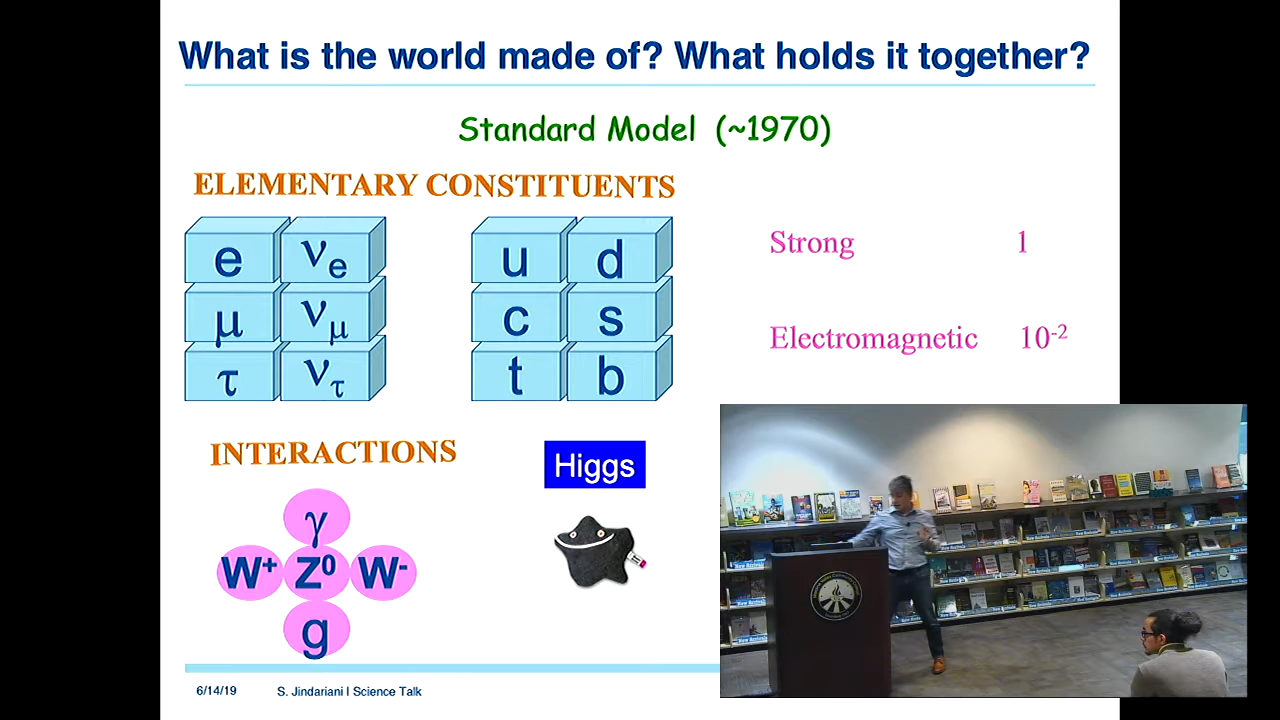 What is the world made of? What holds it together?
Standard Model (~1970)
ELEMENTARY CONSTITUENTS
e νe
μ νμ
τ ντ
u d
c s
t b
Strong 1
Electromagnetic 10-2
INTERACTIONS
γ
W+ Z0 W-
g
Higgs
6/14/19 S. Jindariani | Science Talk